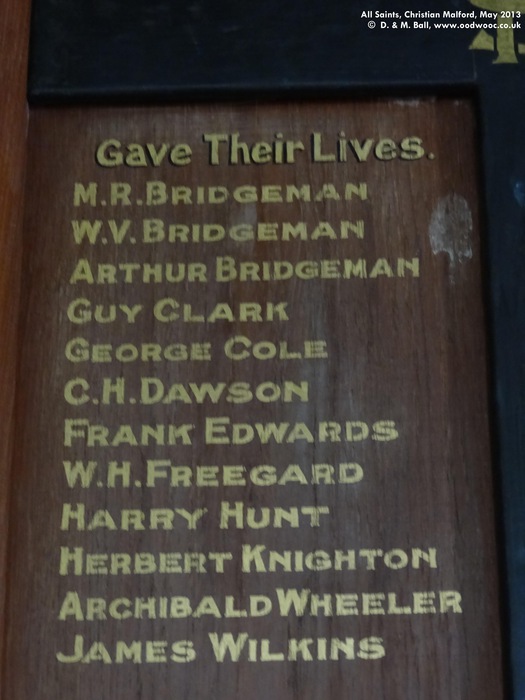 All Saints, Christian Malford, May 2013
© D. & M. Ball, www.oodwooc.co.uk
Gave Their Lives.
M.R.BRIDGEMAN
W.V.BRIDGEMAN
ARTHUR BRIDGEMAN
GUY CLARK
GEORGE COLE
C.H.DAWSON
FRANK EDWARDS
W.H.FREEGARD
HARRY HUNT
HERBERT KNIGHTON
ARCHIBALD WHEELER
JAMES WILKINS